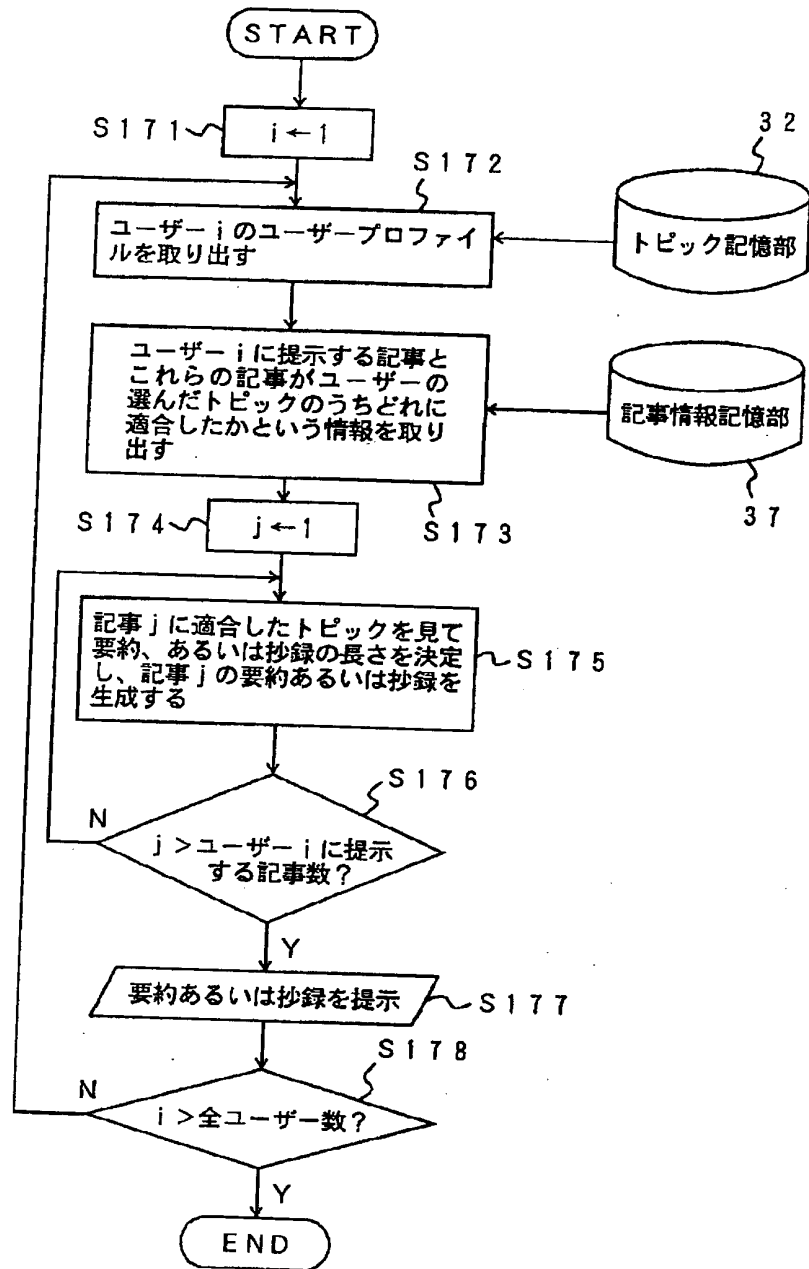 START
S171
i←1
32
S172
ユーザーiのユーザープロファイ
ルを取り出す
トピック記憶部
ユーザーiに提示する記事と
これらの記事がユーザーの
選んだトピックのうちどれに
適合したかという情報を取り
出す
記事情報記憶部
37
S173
S174
j←1
記事jに適合したトピックを見て
要約、あるいは抄録の長さを決定
し、記事jの要約あるいは抄録を
生成する
S175
S176
N
j>ユーザーiに提示
する記事数?
Y
要約あるいは抄録を提示
S177
S178
N
i>全ユーザー数?
Y
END